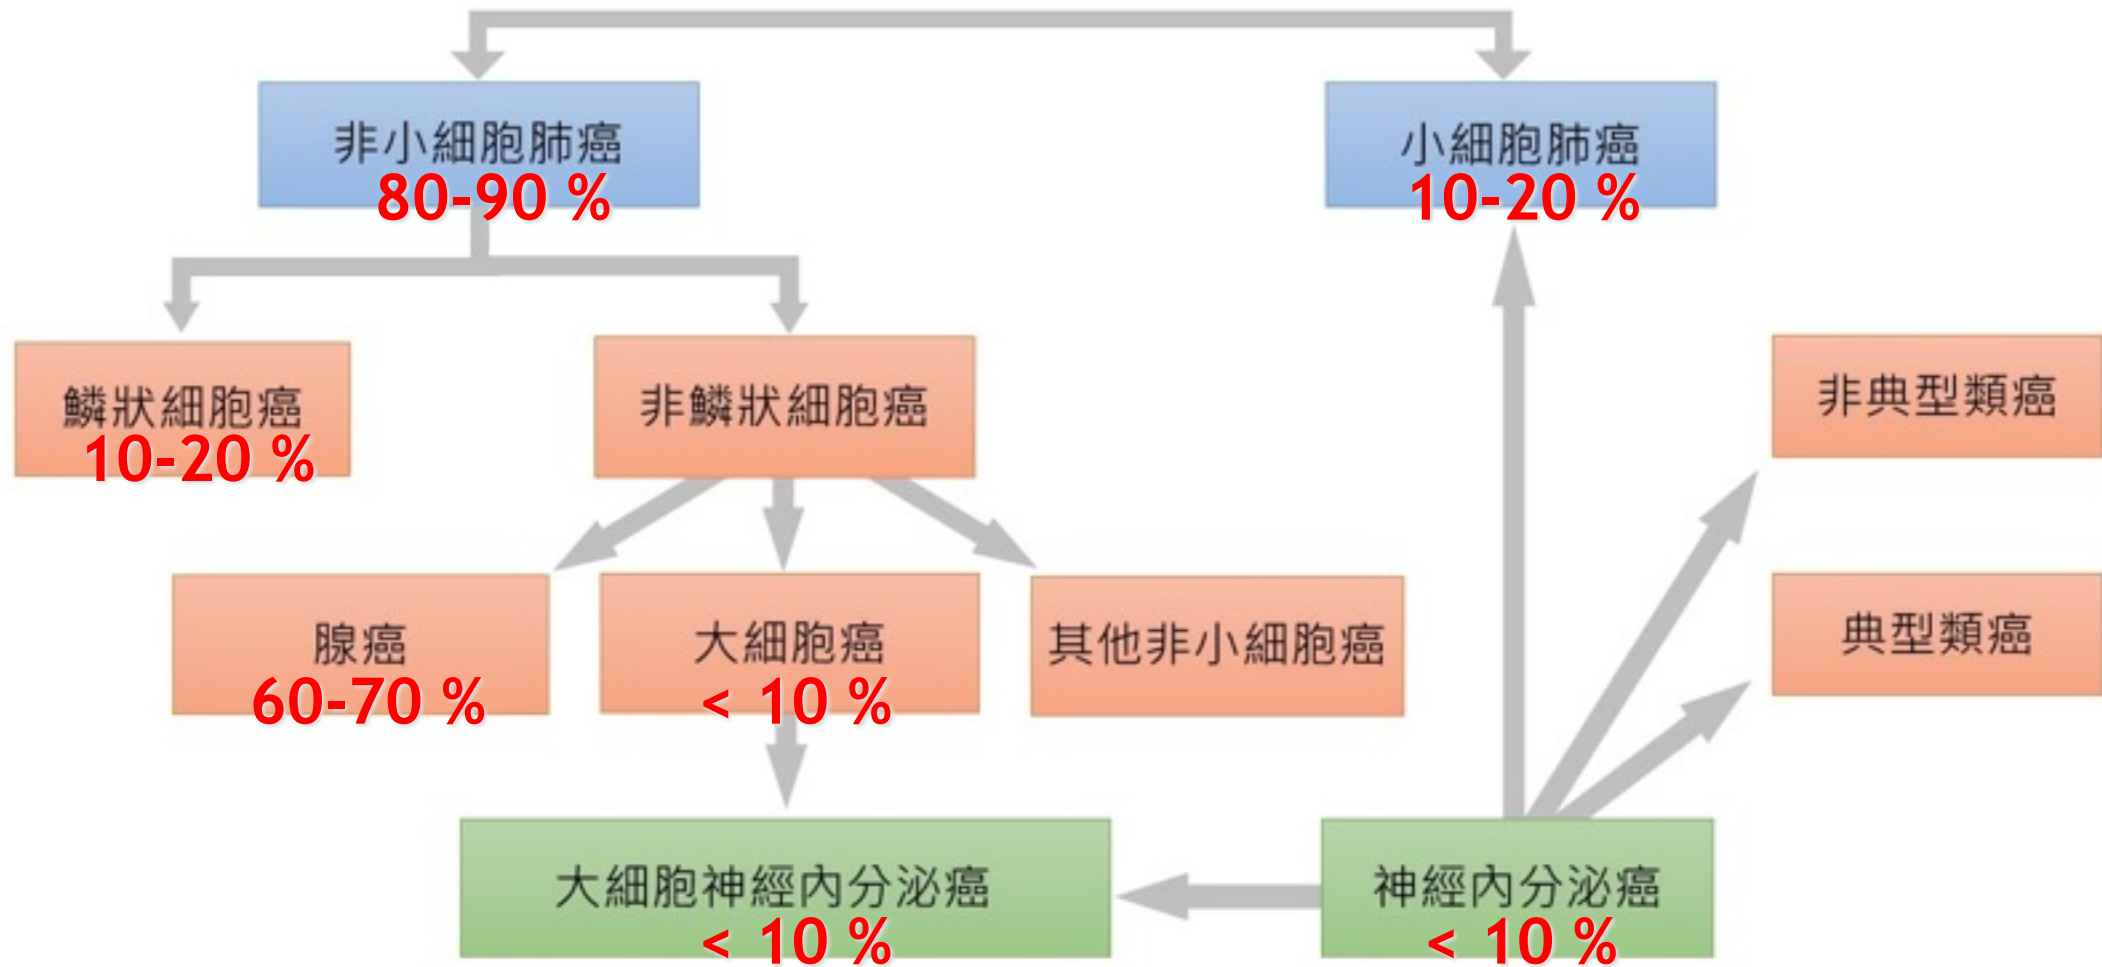 非小細胞肺癌
80-90 %
小細胞肺癌
10-20 %
鱗狀細胞癌
10-20 %
非鱗狀細胞癌
非典型類癌
腺癌
60-70 %
大細胞癌
< 10 %
其他非小細胞癌
典型類癌
大細胞神經內分泌癌
< 10 %
神經內分泌癌
< 10 %